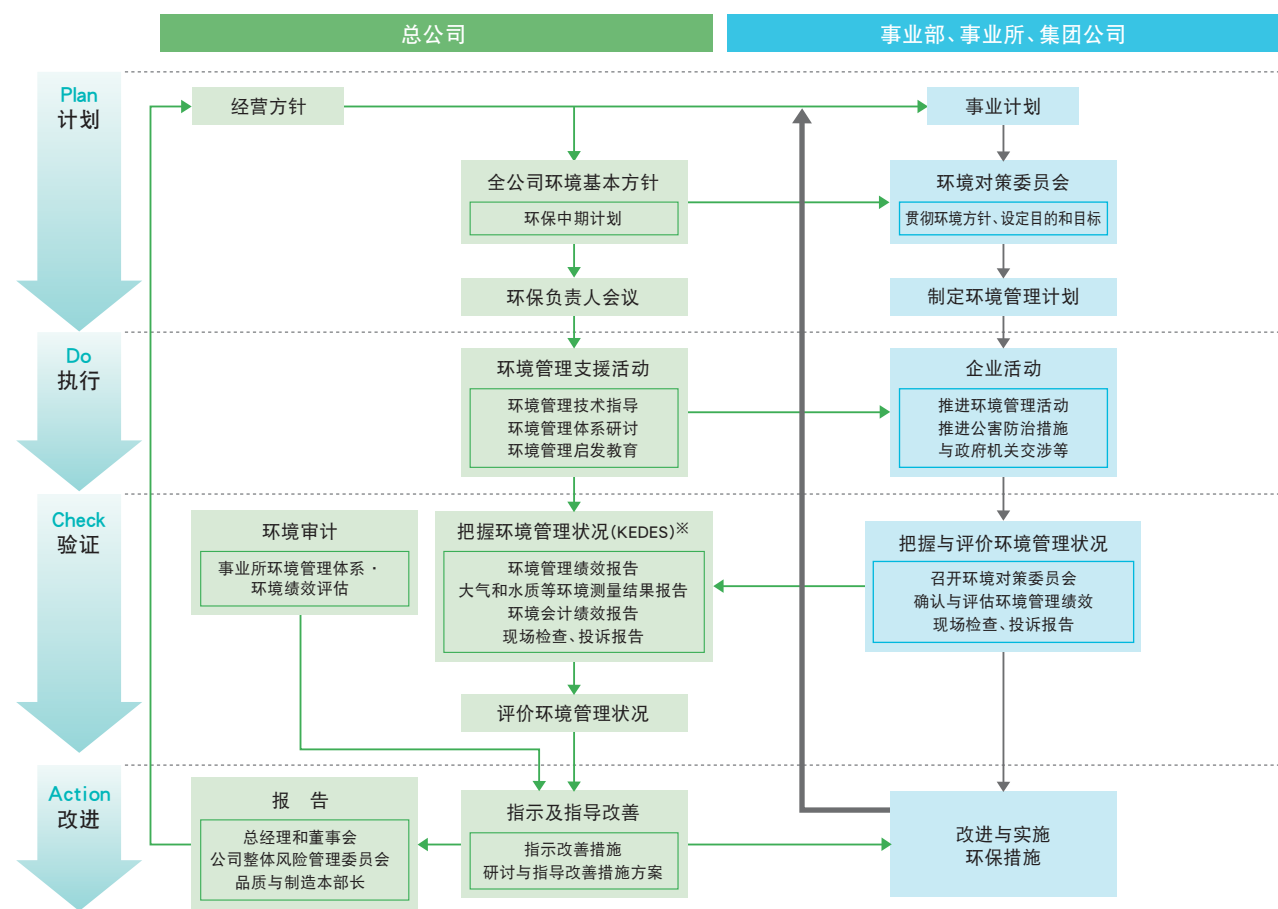 总公司
事业部、事业所、集团公司
Plan
计划
经营方针
事业计划
全公司环境基本方针
环保中期计划
环境对策委员会
贯彻环境方针、设定目的和目标
环保负责人会议
制定环境管理计划
Do
执行
环境管理支援活动
环境管理技术指导
环境管理体系研讨
环境管理启发教育
企业活动
推进环境管理活动
推进公害防治措施
与政府机关交涉等
Check
验证
环境审计
事业所环境管理体系·
环境绩效评估
把握环境管理状况(KEDES)※
环境管理绩效报告
大气和水质等环境测量结果报告
环境会计绩效报告
现场检查、投诉报告
把握与评价环境管理状况
召开环境对策委员会
确认与评估环境管理绩效
现场检查、投诉报告
评价环境管理状况
Action
改进
报　告
总经理和董事会
公司整体风险管理委员会
品质与制造本部长
指示及指导改善
指示改善措施
研讨与指导改善措施方案
改进与实施
环保措施